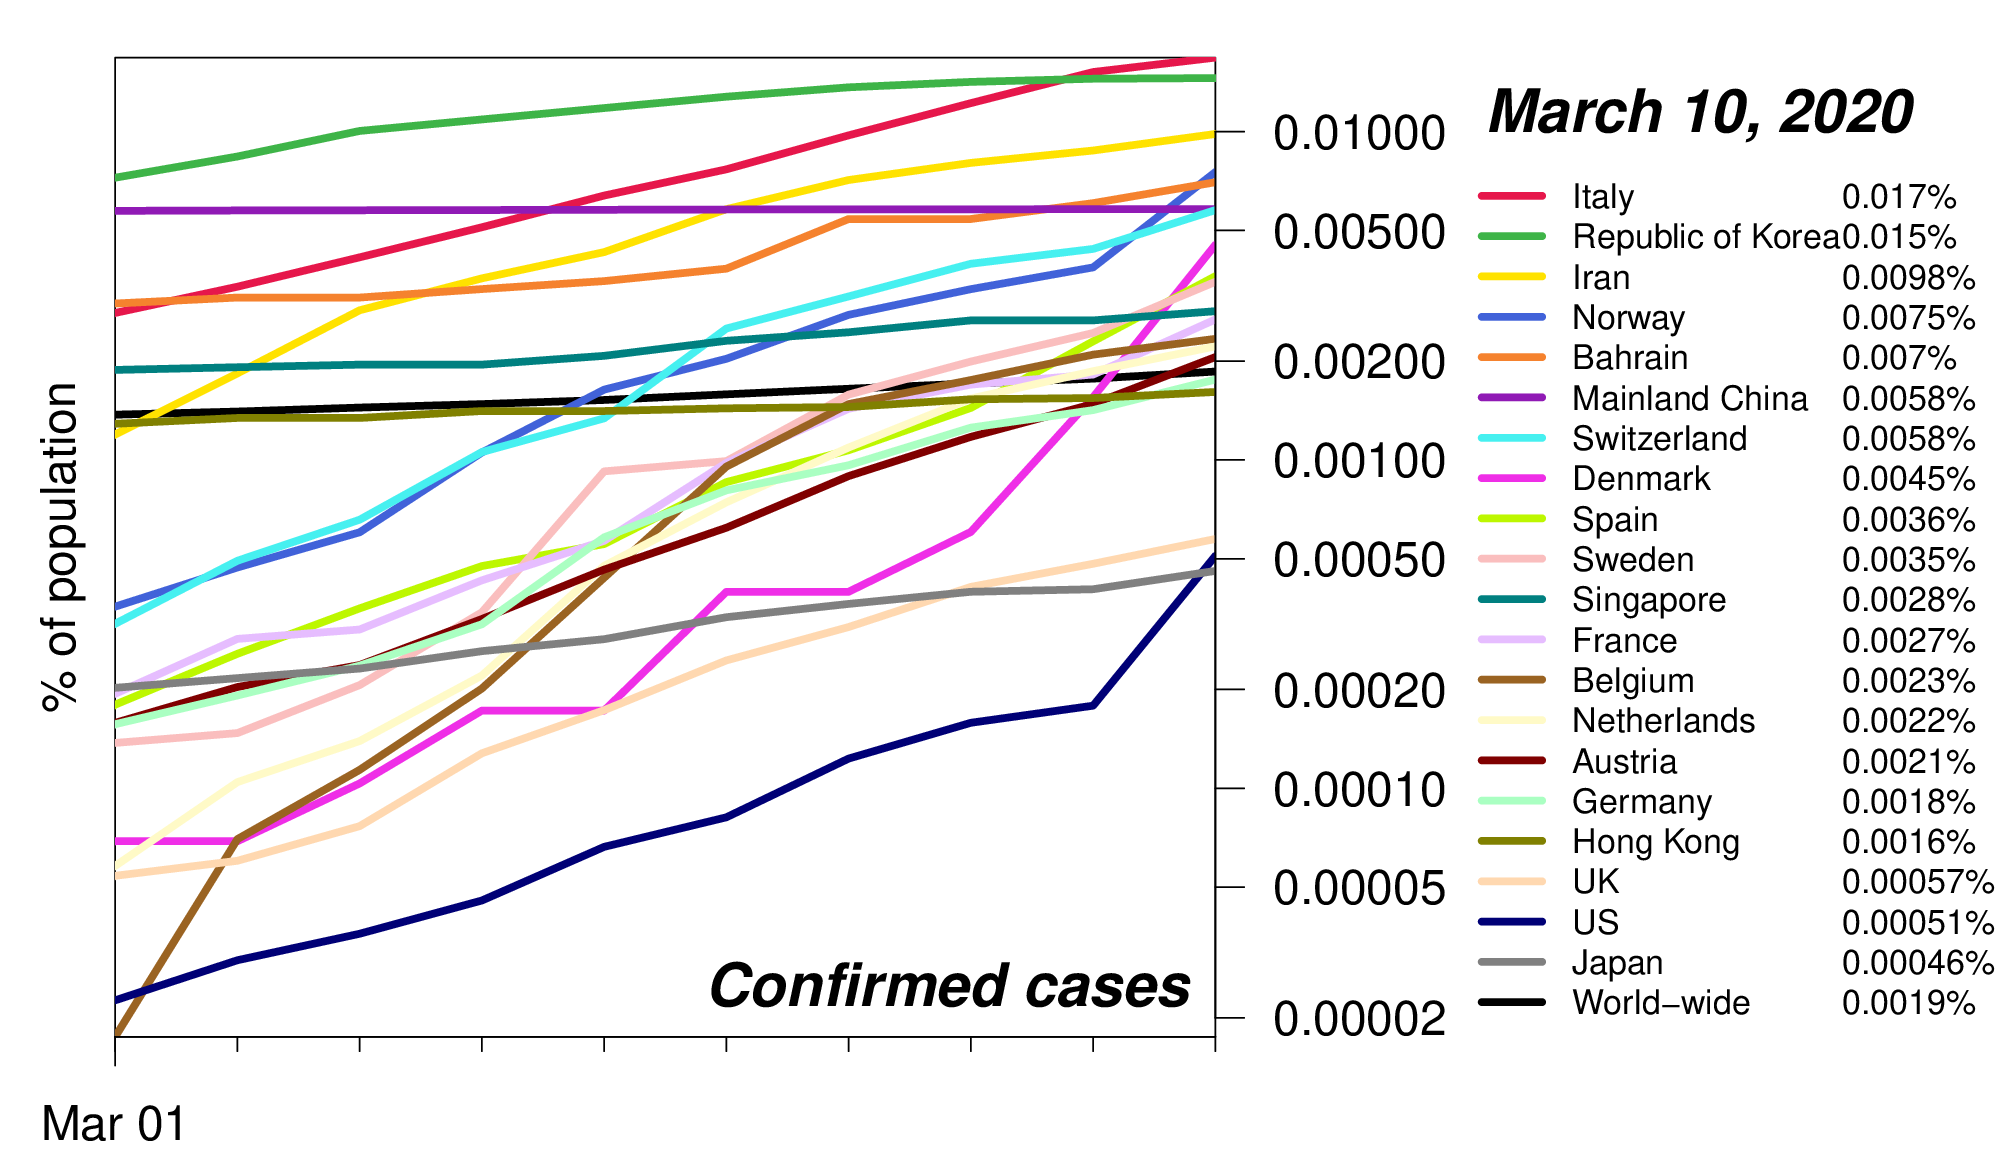 March 10, 2020
% of population
0.01000
0.00500
0.00200
0.00100
0.00050
0.00020
0.00010
0.00005
0.00002
Italy 0.017%
Republic of Korea 0.015%
Iran 0.0098%
Norway 0.0075%
Bahrain 0.007%
Mainland China 0.0058%
Switzerland 0.0058%
Denmark 0.0045%
Spain 0.0036%
Sweden 0.0035%
Singapore 0.0028%
France 0.0027%
Belgium 0.0023%
Netherlands 0.0022%
Austria 0.0021%
Germany 0.0018%
Hong Kong 0.0016%
UK 0.00057%
US 0.00051%
Japan 0.00046%
World−wide 0.0019%
Confirmed cases
Mar 01